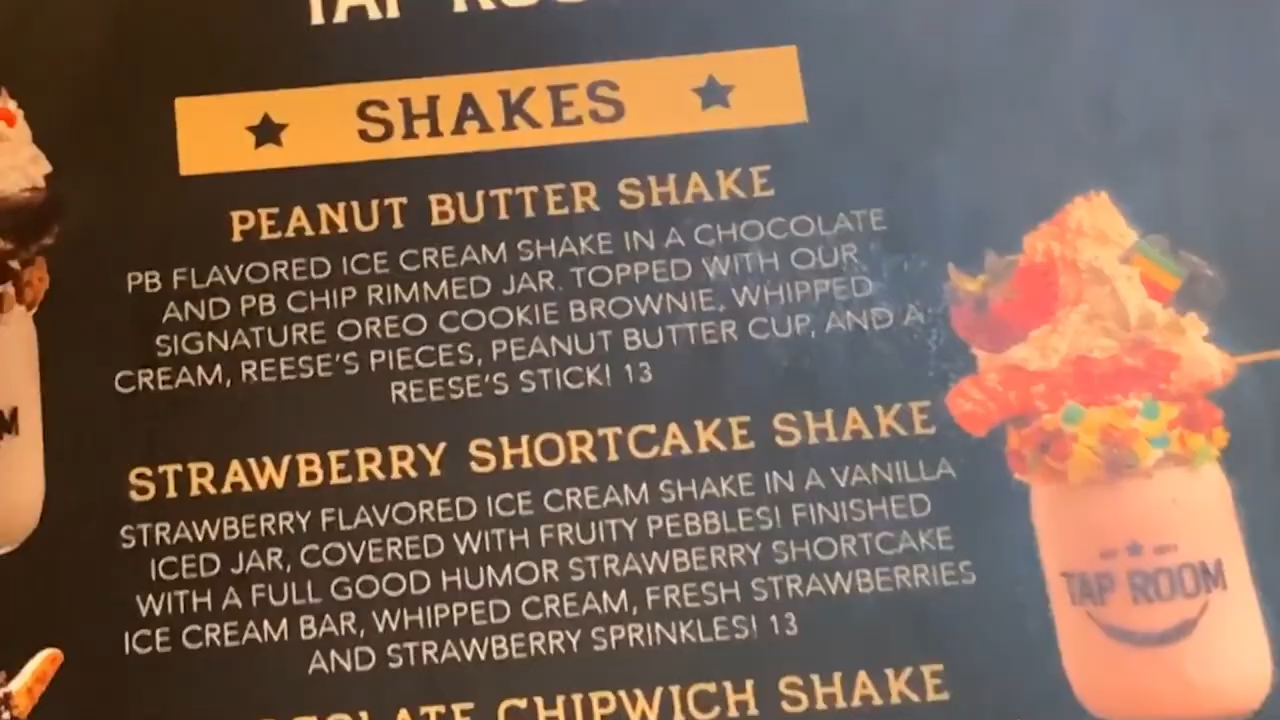 TAP
SHAKES
PEANUT BUTTER SHAKE
PB FLAVORED ICE CREAM SHAKE IN A CHOCOLATE
AND PB CHIP RIMMED JAR. TOPPED WITH OUR
SIGNATURE OREO COOKIE BROWNIE, WHIPPED
CREAM, REESE'S PIECES, PEANUT BUTTER CUP, AND A
REESE'S STICK! 13
STRAWBERRY SHORTCAKE SHAKE
STRAWBERRY FLAVORED ICE CREAM SHAKE IN A VANILLA
ICED JAR, COVERED WITH FRUITY PEBBLES! FINISHED
WITH A FULL GOOD HUMOR STRAWBERRY SHORTCAKE
ICE CREAM BAR, WHIPPED CREAM, FRESH STRAWBERRIES
AND STRAWBERRY SPRINKLES! 13
CHIPWICH SHAKE
TAP ROOM